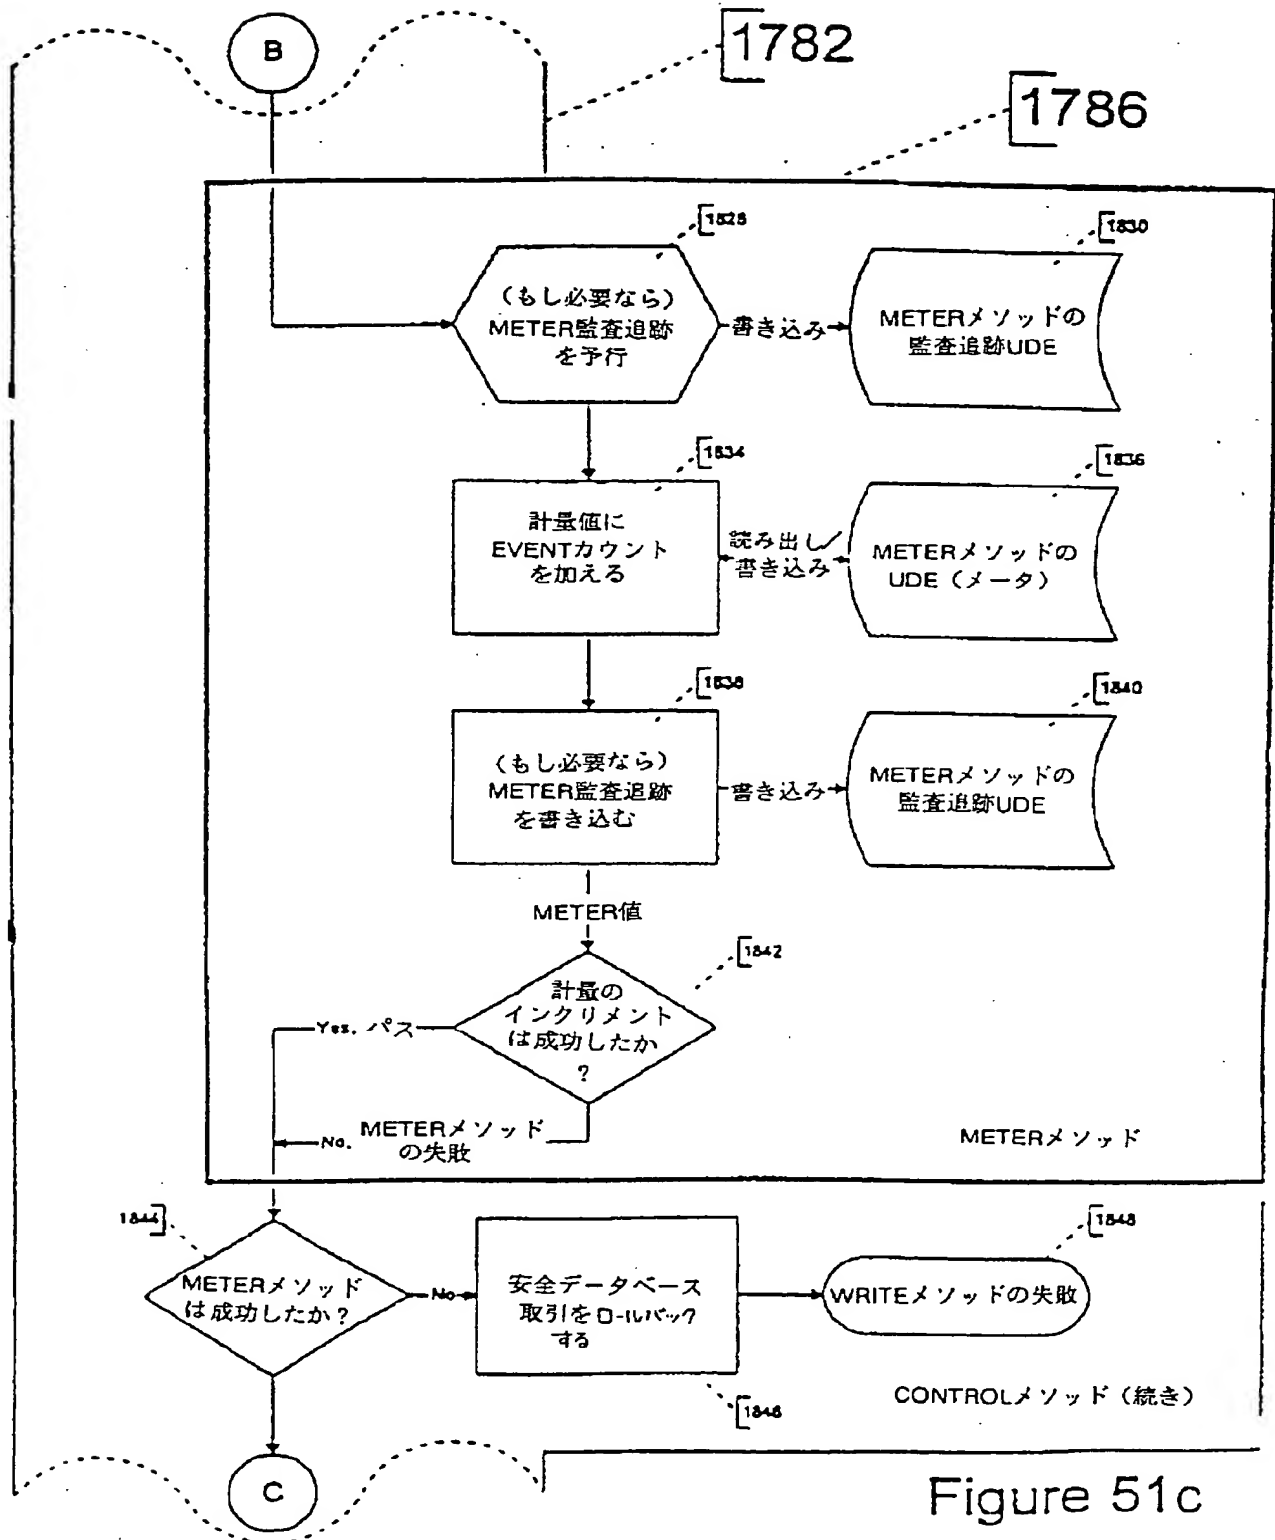 B
1782
1786
1828
(もし必要なら)
METER監査追跡
を予行
書き込み
1830
METERメソッドの
監査追跡UDE
1834
計量値に
EVENTカウント
を加える
読み出し/
書き込み
1836
METERメソッドの
UDE(メータ)
1838
(もし必要なら)
METER監査追跡
を書き込む
書き込み
1840
METERメソッドの
監査追跡UDE
METER値
1842
計量の
インクリメント
は成功したか
?
Yes. パス
No. METERメソッド
の失敗
METERメソッド
1844
METERメソッド
は成功したか?
No
安全データベース
取引をロールバック
する
1846
1848
WRITEメソッドの失敗
CONTROLメソッド(続き)
C
Figure 51c